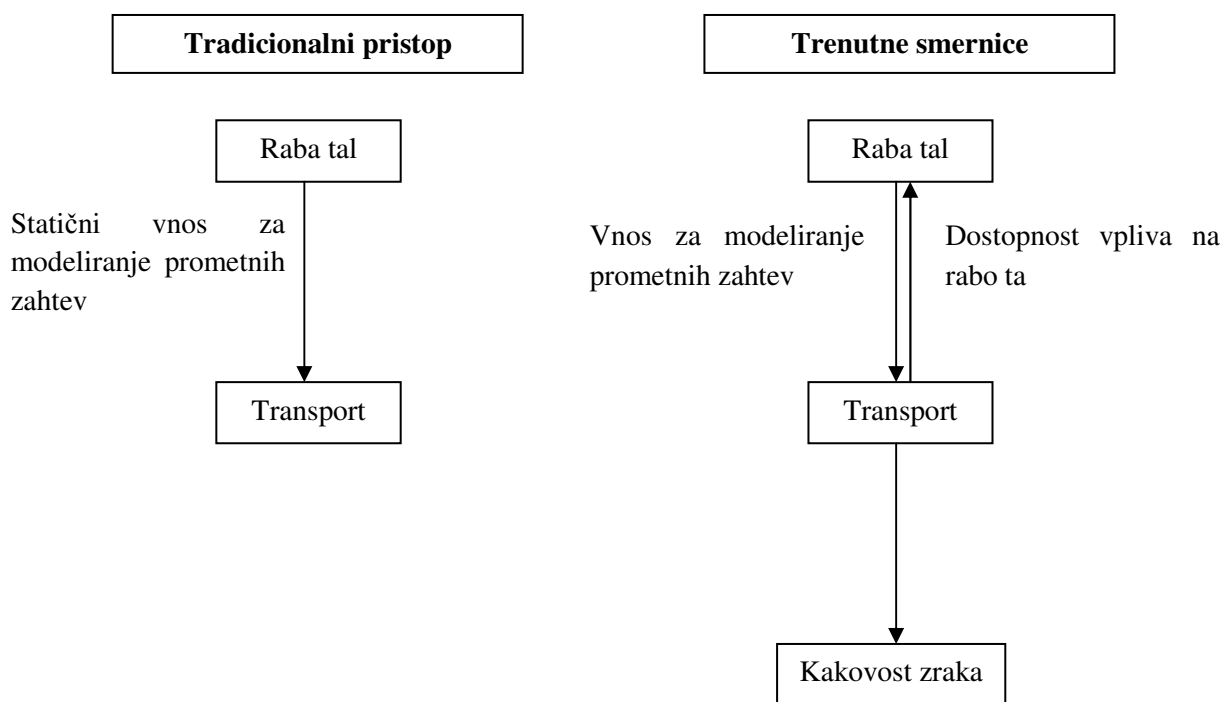 Tradicionalni pristop
Raba tal
Statični vnos za
modeliranje prometnih
zahtev
Transport
Trenutne smernice
Raba tal
Vnos za modeliranje
prometnih zahtev
Dostopnost vpliva na
rabo ta
Transport
Kakovost zraka